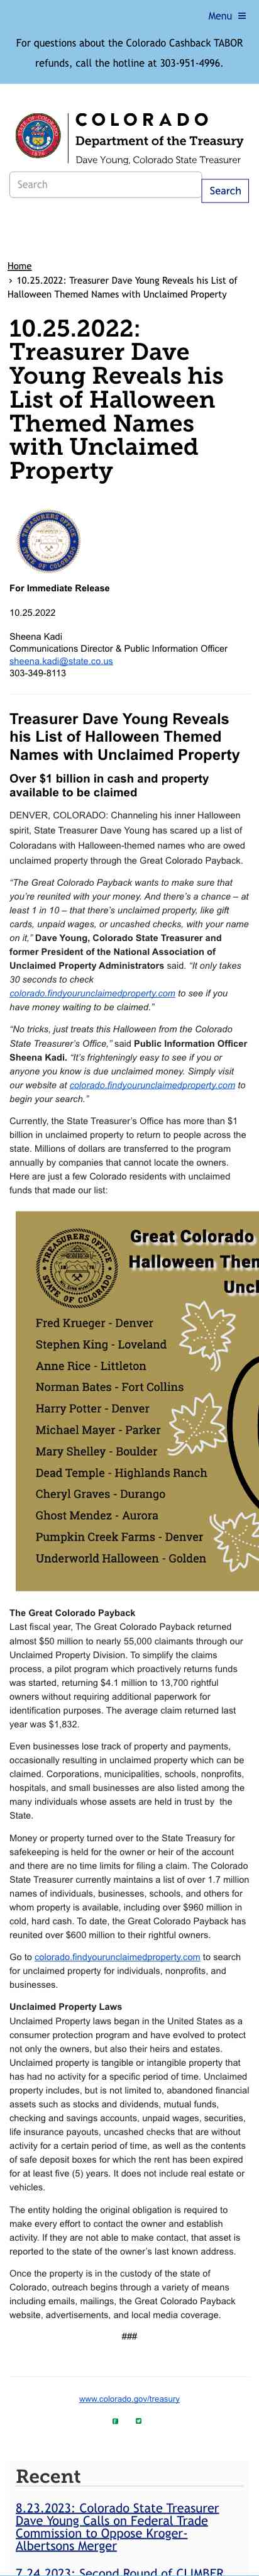 Menu ≡
For questions about the Colorado Cashback TABOR
refunds, call the hotline at 303-951-4996.
COLORADO
Department of the Treasury
Dave Young, Colorado State Treasurer
Search
Search
Home
› 10.25.2022: Treasurer Dave Young Reveals his List of
Halloween Themed Names with Unclaimed Property
10.25.2022:
Treasurer Dave
Young Reveals his
List of Halloween
Themed Names
with Unclaimed
Property
For Immediate Release
10.25.2022
Sheena Kadi
Communications Director & Public Information Officer
sheena.kadi@state.co.us
303-349-8113
Treasurer Dave Young Reveals
his List of Halloween Themed
Names with Unclaimed Property
Over $1 billion in cash and property
available to be claimed
DENVER, COLORADO: Channeling his inner Halloween
spirit, State Treasurer Dave Young has scared up a list of
Coloradans with Halloween-themed names who are owed
unclaimed property through the Great Colorado Payback.
“The Great Colorado Payback wants to make sure that
you’re reunited with your money. And there’s a chance – at
least 1 in 10 – that there’s unclaimed property, like gift
cards, unpaid wages, or uncashed checks, with your name
on it,” Dave Young, Colorado State Treasurer and
former President of the National Association of
Unclaimed Property Administrators said. “It only takes
30 seconds to check
colorado.findyourunclaimedproperty.com to see if you
have money waiting to be claimed.”
“No tricks, just treats this Halloween from the Colorado
State Treasurer’s Office,” said Public Information Officer
Sheena Kadi. “It’s frighteningly easy to see if you or
anyone you know is due unclaimed money. Simply visit
our website at colorado.findyourunclaimedproperty.com to
begin your search.”
Currently, the State Treasurer’s Office has more than $1
billion in unclaimed property to return to people across the
state. Millions of dollars are transferred to the program
annually by companies that cannot locate the owners.
Here are just a few Colorado residents with unclaimed
funds that made our list:
Great Colorado
Halloween Then
Uncl
Fred Krueger - Denver
Stephen King - Loveland
Anne Rice - Littleton
Norman Bates - Fort Collins
Harry Potter - Denver
Michael Mayer - Parker
Mary Shelley - Boulder
Dead Temple - Highlands Ranch
Cheryl Graves - Durango
Ghost Mendez - Aurora
Pumpkin Creek Farms - Denver
Underworld Halloween - Golden
The Great Colorado Payback
Last fiscal year, The Great Colorado Payback returned
almost $50 million to nearly 55,000 claimants through our
Unclaimed Property Division. To simplify the claims
process, a pilot program which proactively returns funds
was started, returning $4.1 million to 13,700 rightful
owners without requiring additional paperwork for
identification purposes. The average claim returned last
year was $1,832.
Even businesses lose track of property and payments,
occasionally resulting in unclaimed property which can be
claimed. Corporations, municipalities, schools, nonprofits,
hospitals, and small businesses are also listed among the
many individuals whose assets are held in trust by the
State.
Money or property turned over to the State Treasury for
safekeeping is held for the owner or heir of the account
and there are no time limits for filing a claim. The Colorado
State Treasurer currently maintains a list of over 1.7 million
names of individuals, businesses, schools, and others for
whom property is available, including over $960 million in
cold, hard cash. To date, the Great Colorado Payback has
reunited over $600 million to their rightful owners.
Go to colorado.findyourunclaimedproperty.com to search
for unclaimed property for individuals, nonprofits, and
businesses.
Unclaimed Property Laws
Unclaimed Property laws began in the United States as a
consumer protection program and have evolved to protect
not only the owners, but also their heirs and estates.
Unclaimed property is tangible or intangible property that
has had no activity for a specific period of time. Unclaimed
property includes, but is not limited to, abandoned financial
assets such as stocks and dividends, mutual funds,
checking and savings accounts, unpaid wages, securities,
life insurance payouts, uncashed checks that are without
activity for a certain period of time, as well as the contents
of safe deposit boxes for which the rent has been expired
for at least five (5) years. It does not include real estate or
vehicles.
The entity holding the original obligation is required to
make every effort to contact the owner and establish
activity. If they are not able to make contact, that asset is
reported to the state of the owner’s last known address.
Once the property is in the custody of the state of
Colorado, outreach begins through a variety of means
including emails, mailings, the Great Colorado Payback
website, advertisements, and local media coverage.
###
www.colorado.gov/treasury
Recent
8.23.2023: Colorado State Treasurer
Dave Young Calls on Federal Trade
Commission to Oppose Kroger-
Albertsons Merger
7.24.2023: Second Round of CLIMBER